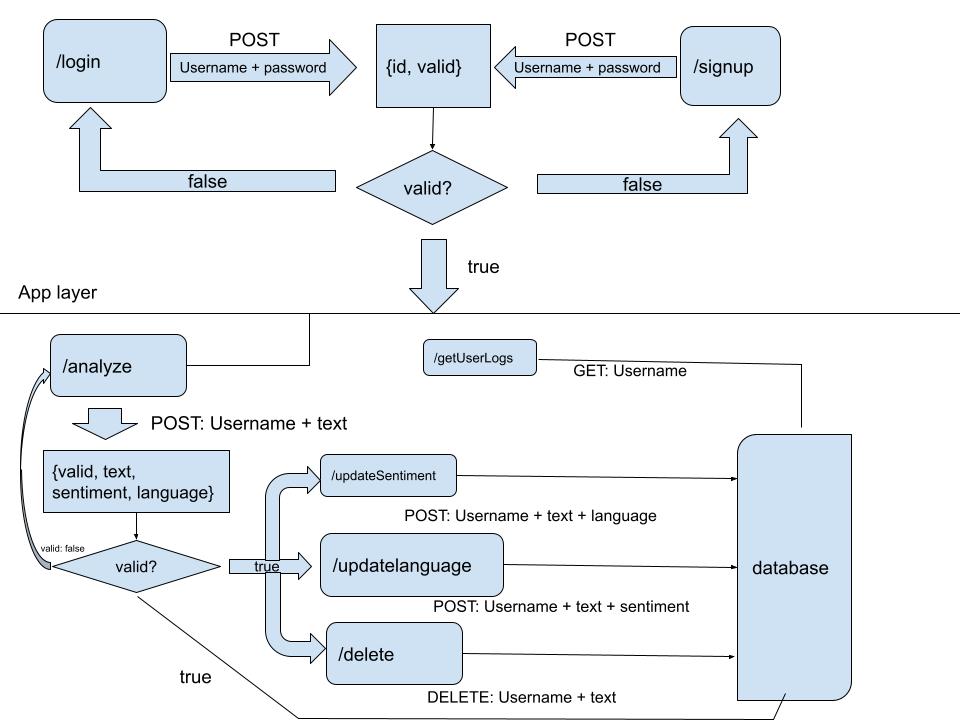 POST
POST
/login
Username + password
{id, valid}
Username + password
/signup
false
valid?
false
true
App layer
/analyze
/getUserLogs
GET: Username
POST: Username + text
{valid, text,
sentiment, language}
/updateSentiment
POST: Username + text + language
valid: false
valid?
true
/updatelanguage
database
POST: Username + text + sentiment
/delete
true
DELETE: Username + text